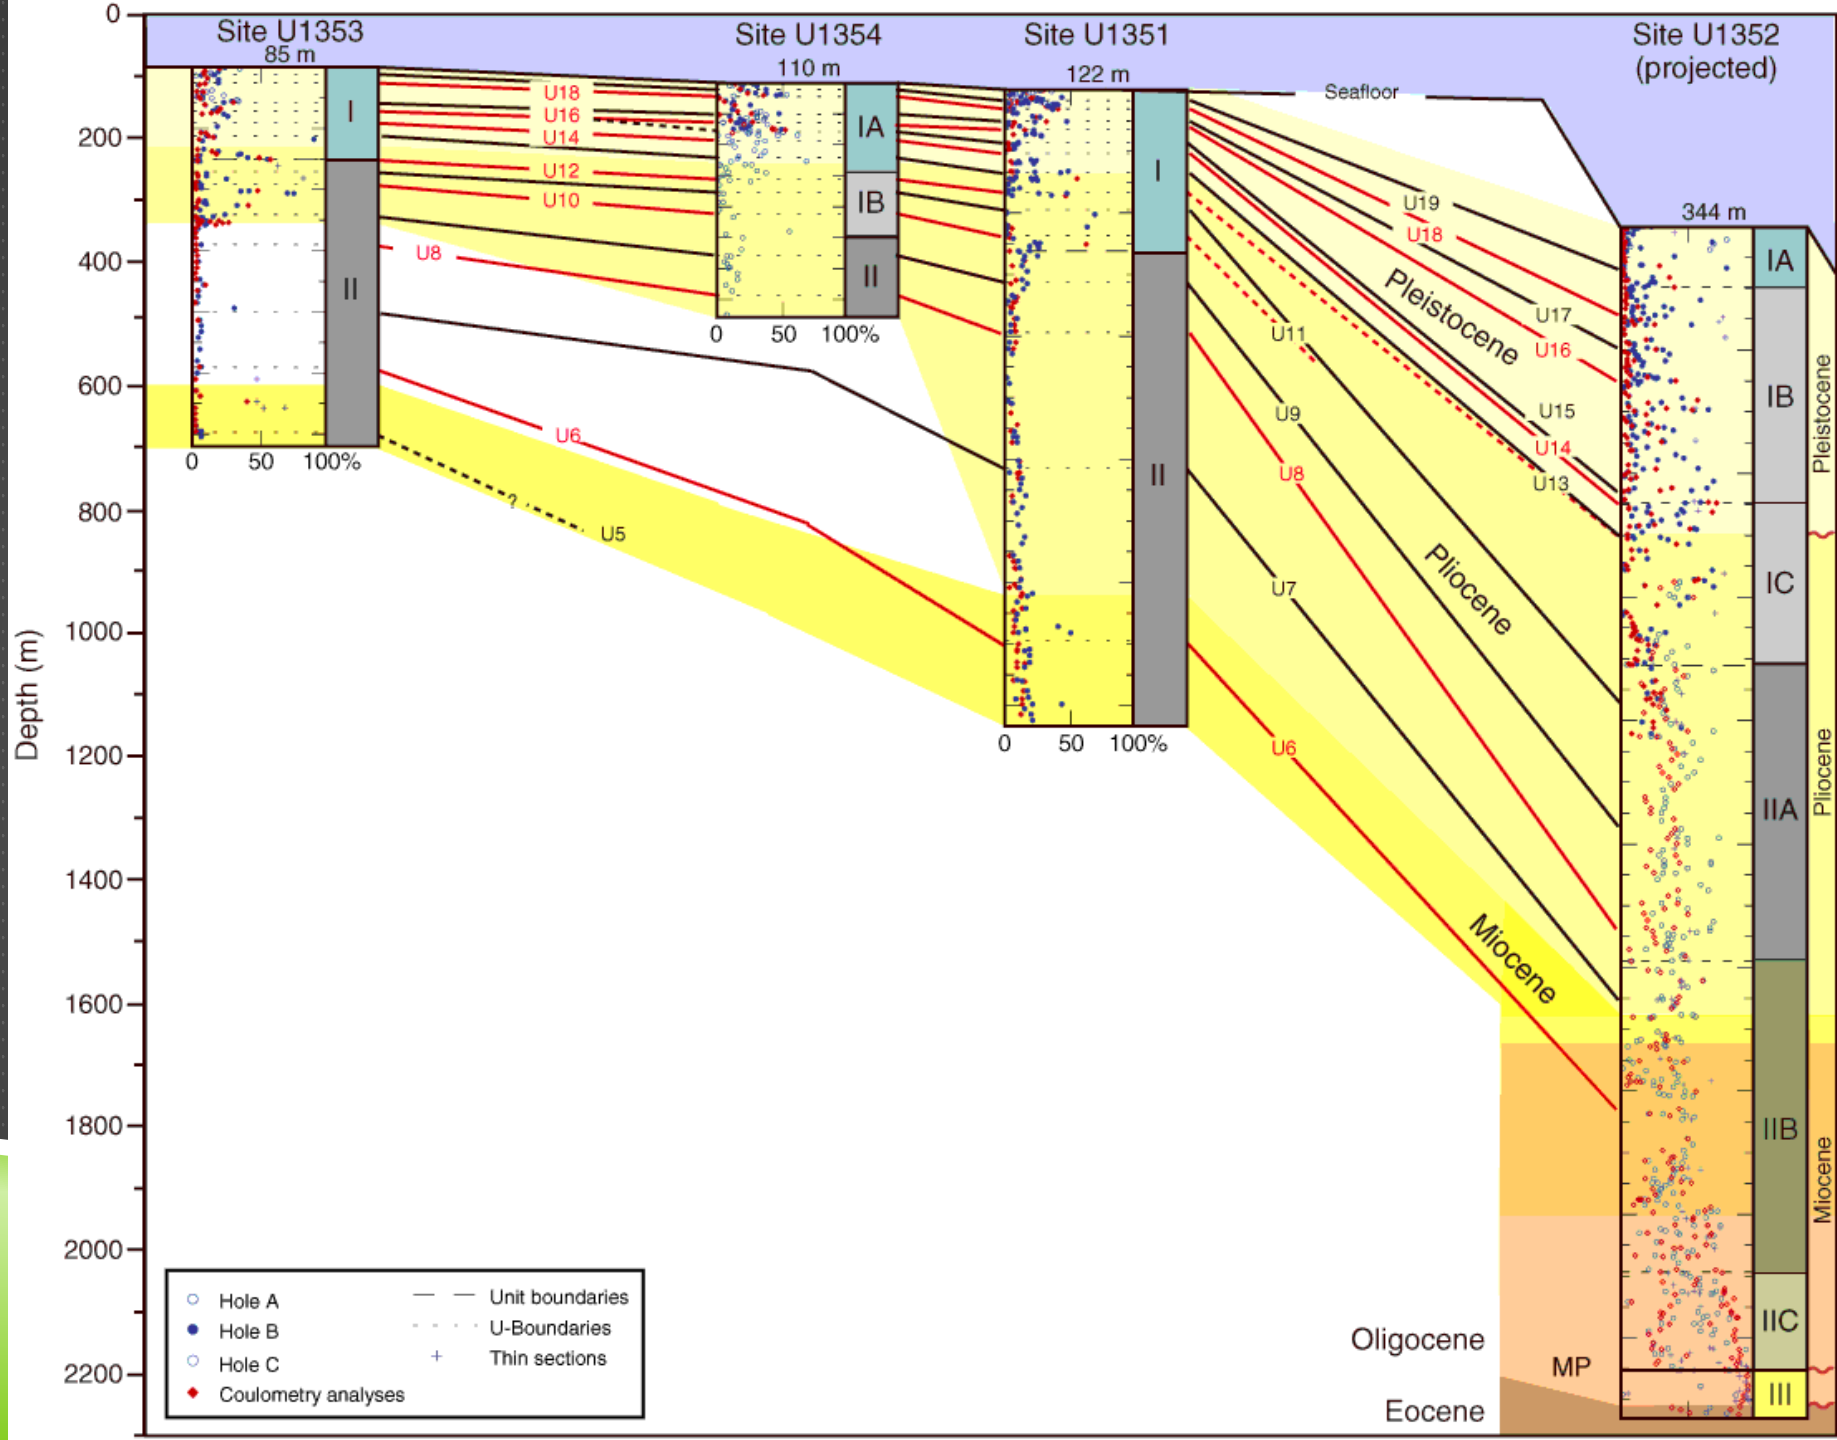 Site U1353
85 m
Site U1354
110 m
Site U1351
122 m
Site U1352
(projected)
344 m
Seafloor
Depth (m)
0
200
400
600
800
1000
1200
1400
1600
1800
2000
2200
I
II
0 50 100%
U18
U16
U14
U12
U10
U8
U6
? U5
IA
IB
II
0 50 100%
I
II
0 50 100%
U19
U18
U17
U16
U15
U14
U13
U11
U9
U8
U7
U6
Pleistocene
Pliocene
Miocene
IA
IB
IC
IIA
IIB
IIC
III
Pleistocene
Pliocene
Miocene
Oligocene
MP
Eocene
Hole A
Hole B
Hole C
Coulometry analyses
Unit boundaries
U-Boundaries
Thin sections